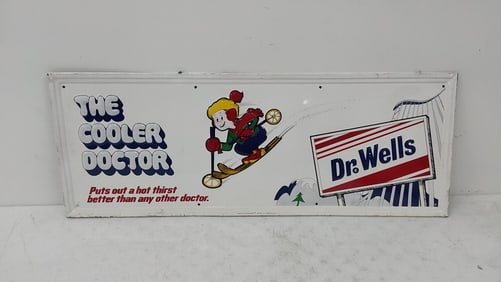 THE
COOLER
DOCTOR
Puts out a hot thirst
better than any other doctor.
Dr. Wells